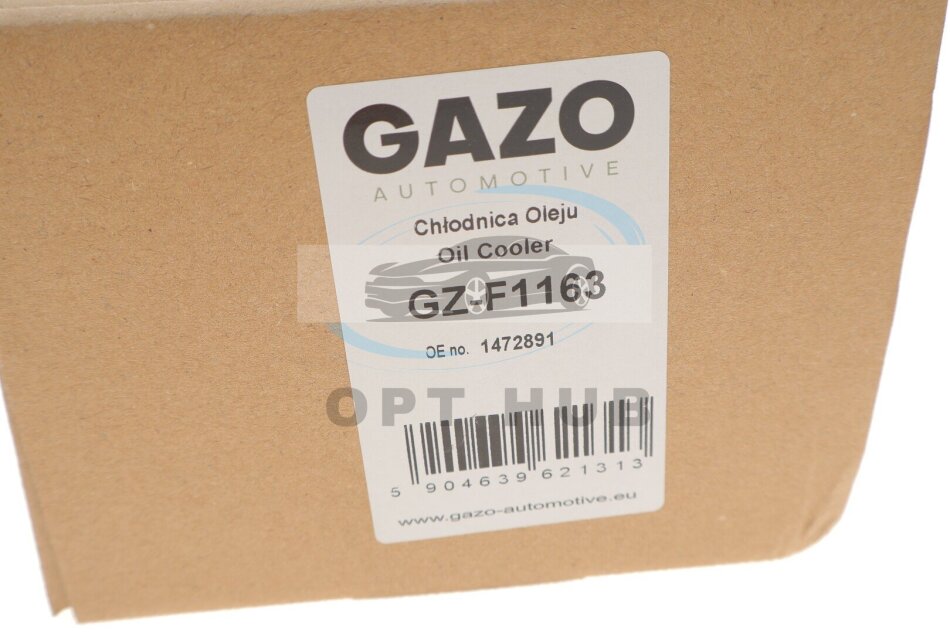 GAZO
AUTOMOTIVE
Chłodnica Oleju
Oil Cooler
GZ-F1163
OE no. 1472891
OPT HUB
5 904639 621313
www.gazo-automotive.eu